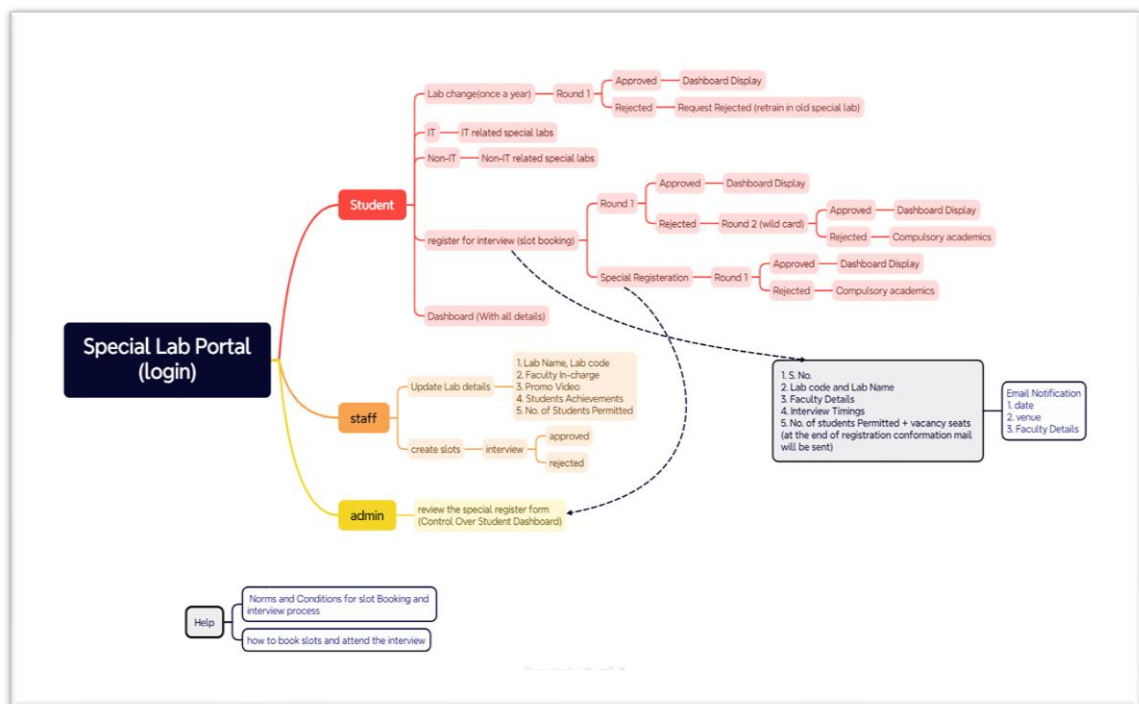 Special Lab Portal
(login)
Student
Lab change(once a year)
Round 1
Approved
Dashboard Display
Rejected
Request Rejected (retrain in old special lab)
IT
IT related special labs
Non-IT
Non-IT related special labs
register for interview (slot booking)
Round 1
Approved
Dashboard Display
Rejected
Round 2 (wild card)
Approved
Dashboard Display
Rejected
Compulsory academics
Special Registeration
Round 1
Approved
Dashboard Display
Rejected
Compulsory academics
Dashboard (With all details)
1. S. No.
2. Lab code and Lab Name
3. Faculty Details
4. Interview Timings
5. No. of students Permitted + vacancy seats
(at the end of registration conformation mail
will be sent)
Email Notification
1. date
2. venue
3. Faculty Details
staff
Update Lab details
1. Lab Name, Lab code
2. Faculty In-charge
3. Promo Video
4. Students Achievements
5. No. of Students Permitted
create slots
interview
approved
rejected
admin
review the special register form
(Control Over Student Dashboard)
Help
Norms and Conditions for slot Booking and
interview process
how to book slots and attend the interview